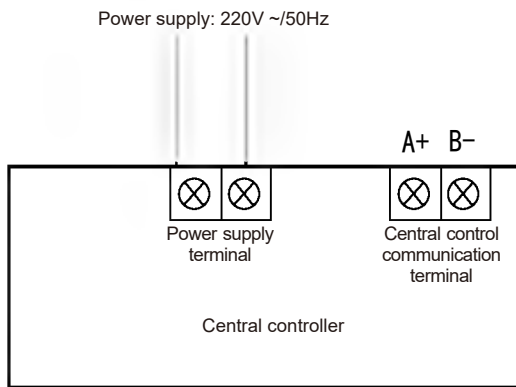 Power supply: 220V ~/50Hz
A+ B-
Power supply
terminal
Central control
communication
terminal
Central controller